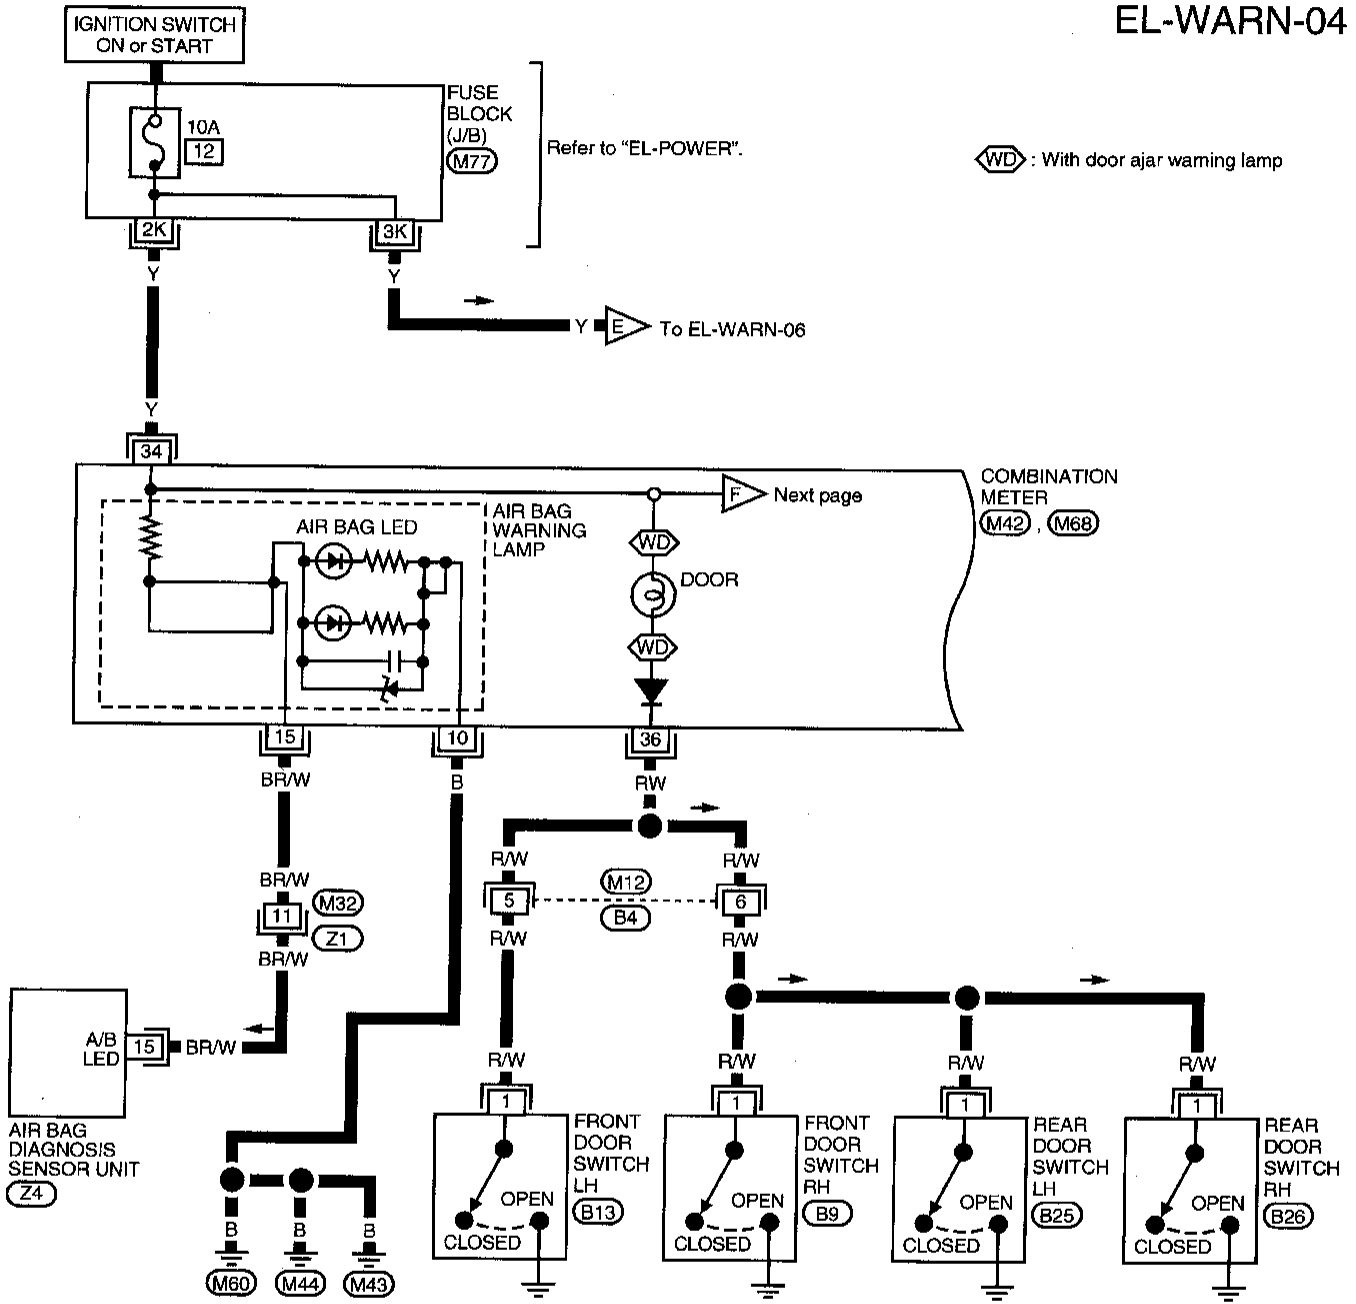 EL-WARN-04
IGNITION SWITCH
ON or START
FUSE
BLOCK
(J/B)
M77
10A
12
Refer to "EL-POWER".
WD : With door ajar warning lamp
2K
3K
Y
Y
Y
E
To EL-WARN-06
Y
34
COMBINATION
METER
M42 , M68
F
Next page
AIR BAG
WARNING
LAMP
AIR BAG LED
WD
DOOR
WD
15
10
36
BR/W
B
RW
R/W
R/W
BR/W
M32
11
Z1
BR/W
5
M12
B4
6
R/W
R/W
A/B
LED
15
BR/W
R/W
R/W
R/W
R/W
1
1
1
1
AIR BAG
DIAGNOSIS
SENSOR UNIT
Z4
FRONT
DOOR
SWITCH
LH
B13
OPEN
CLOSED
FRONT
DOOR
SWITCH
RH
B9
OPEN
CLOSED
REAR
DOOR
SWITCH
LH
B25
OPEN
CLOSED
REAR
DOOR
SWITCH
RH
B26
OPEN
CLOSED
B
B
B
M60
M44
M43